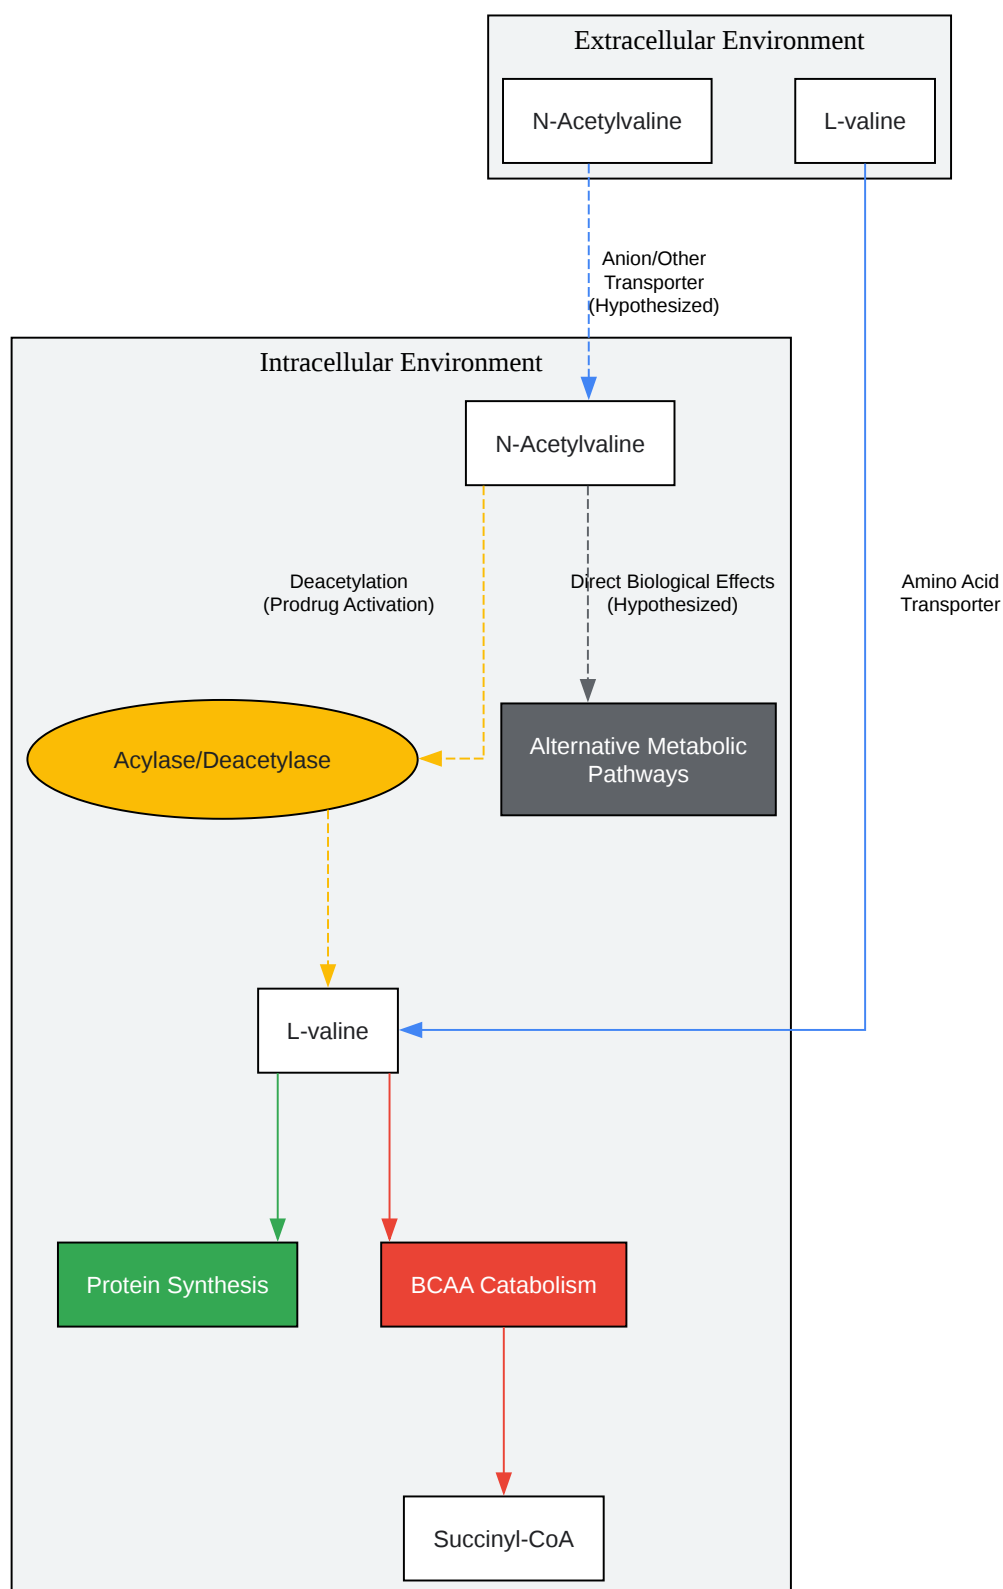 Extracellular Environment
N-Acetylvaline
L-valine
Anion/Other
Transporter
(Hypothesized)
Intracellular Environment
N-Acetylvaline
Deacetylation
(Prodrug Activation)
Direct Biological Effects
(Hypothesized)
Amino Acid
Transporter
Acylase/Deacetylase
Alternative Metabolic
Pathways
L-valine
Protein Synthesis
BCAA Catabolism
Succinyl-CoA